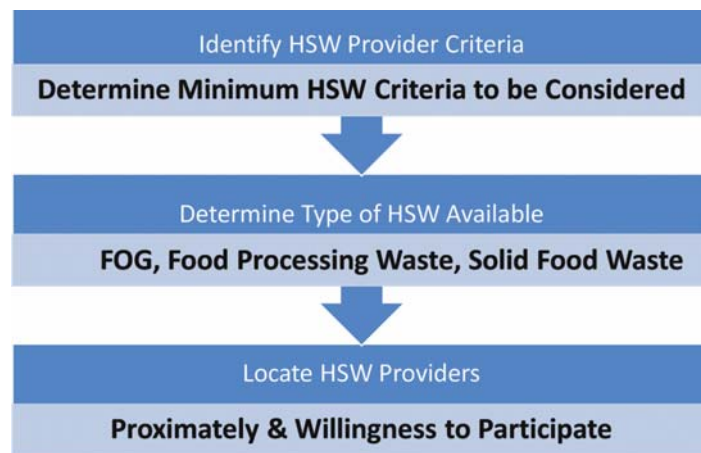 Identify HSW Provider Criteria
Determine Minimum HSW Criteria to be Considered
Determine Type of HSW Available
FOG, Food Processing Waste, Solid Food Waste
Locate HSW Providers
Proximately & Willingness to Participate